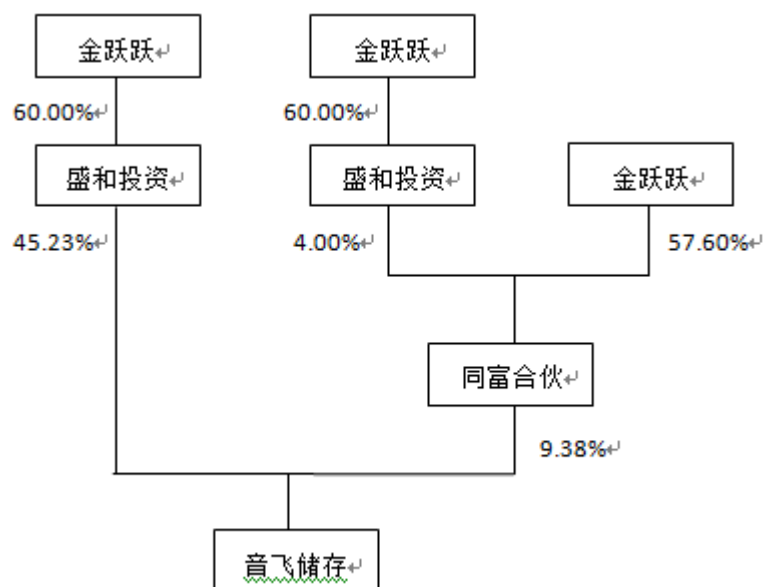 金跃跃
金跃跃
60.00%
60.00%
盛和投资
盛和投资
金跃跃
45.23%
4.00%
57.60%
同富合伙
9.38%
音飞储存